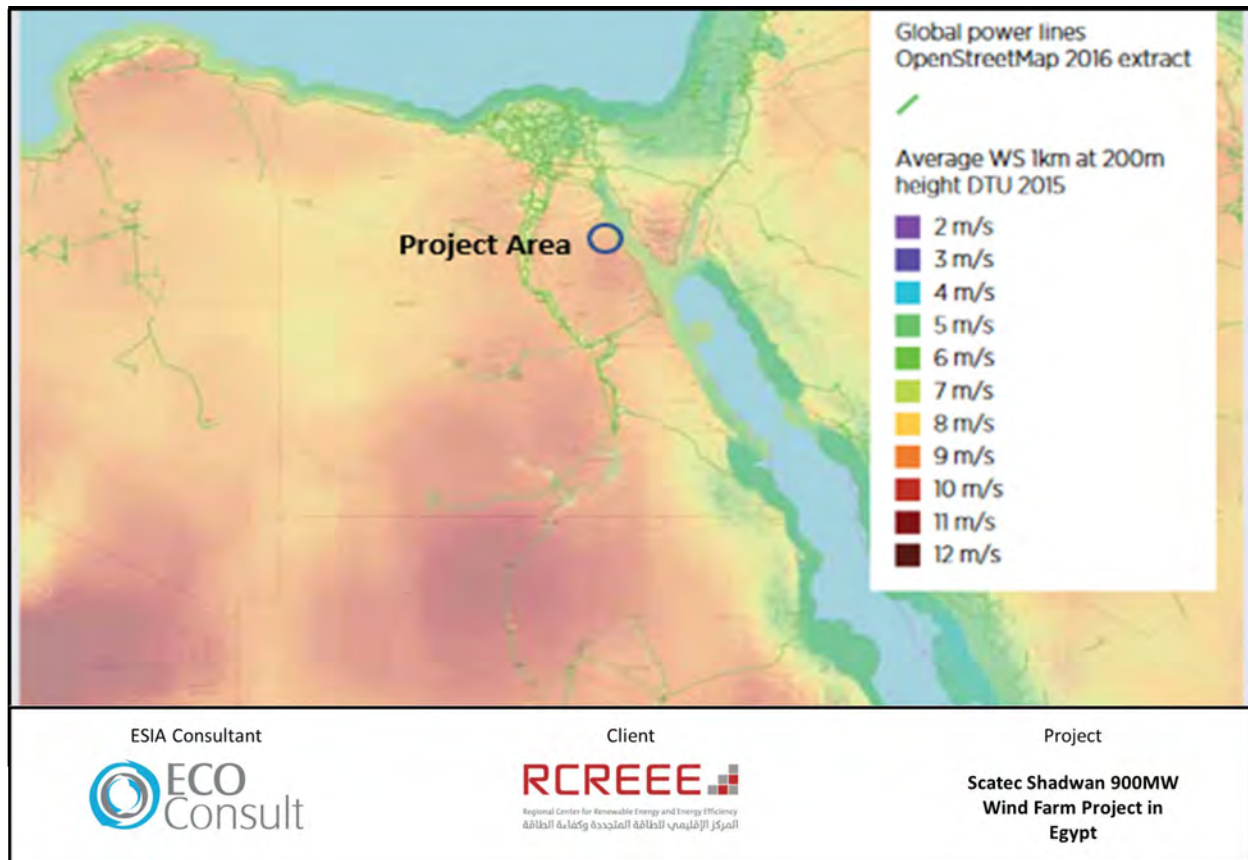 Global power lines
OpenStreetMap 2016 extract
Average WS 1km at 200m
height DTU 2015
2 m/s
3 m/s
4 m/s
5 m/s
6 m/s
7 m/s
8 m/s
9 m/s
10 m/s
11 m/s
12 m/s
Project Area
ESIA Consultant
ECO
Consult
Client
RCREEE
Regional Center for Renewable Energy and Energy Efficiency
المركز الإقليمي للطاقة المتجددة وكفاءة الطاقة
Project
Scatec Shadwan 900MW
Wind Farm Project in
Egypt